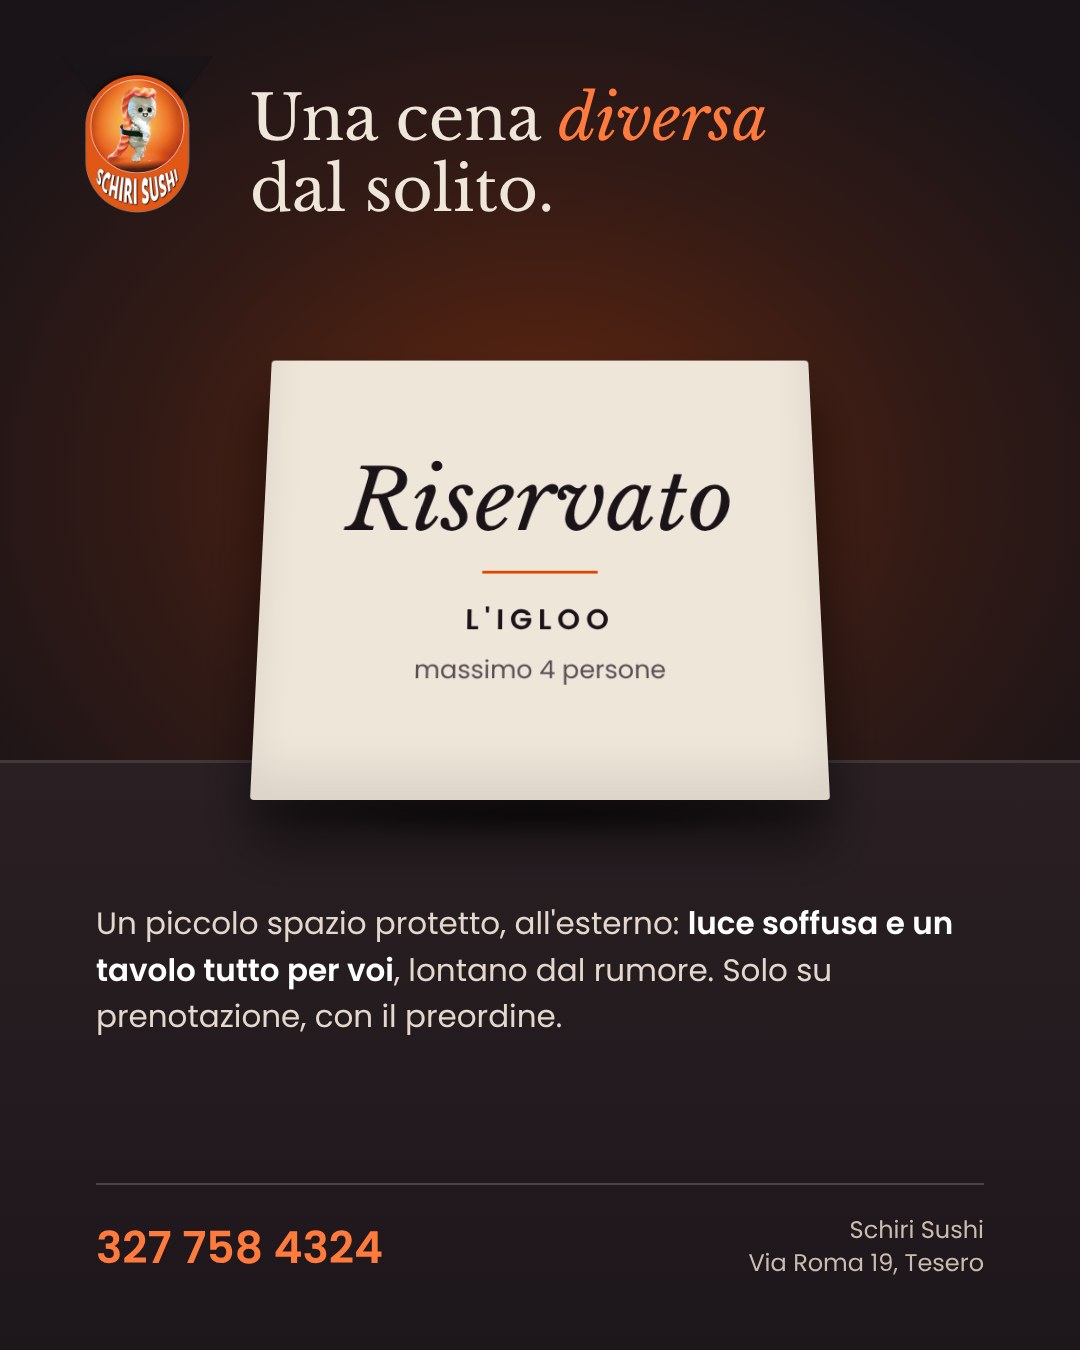 SCHIRI SUSHI
Una cena diversa
dal solito.
Riservato
L'IGLOO
massimo 4 persone
Un piccolo spazio protetto, all'esterno: luce soffusa e un
tavolo tutto per voi, lontano dal rumore. Solo su
prenotazione, con il preordine.
327 758 4324
Schiri Sushi
Via Roma 19, Tesero